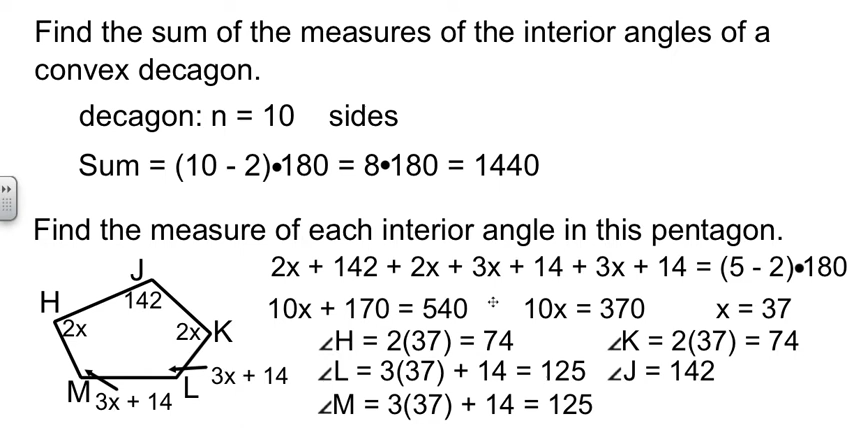 Find the sum of the measures of the interior angles of a
convex decagon.
decagon: n = 10 sides
Sum = (10 - 2)•180 = 8•180 = 1440
Find the measure of each interior angle in this pentagon.
J
2x + 142 + 2x + 3x + 14 + 3x + 14 = (5 - 2)•180
H
142
10x + 170 = 540 10x = 370 x = 37
2x
2x
K
∠H = 2(37) = 74 ∠K = 2(37) = 74
3x + 14
∠L = 3(37) + 14 = 125 ∠J = 142
M
3x + 14
L
∠M = 3(37) + 14 = 125